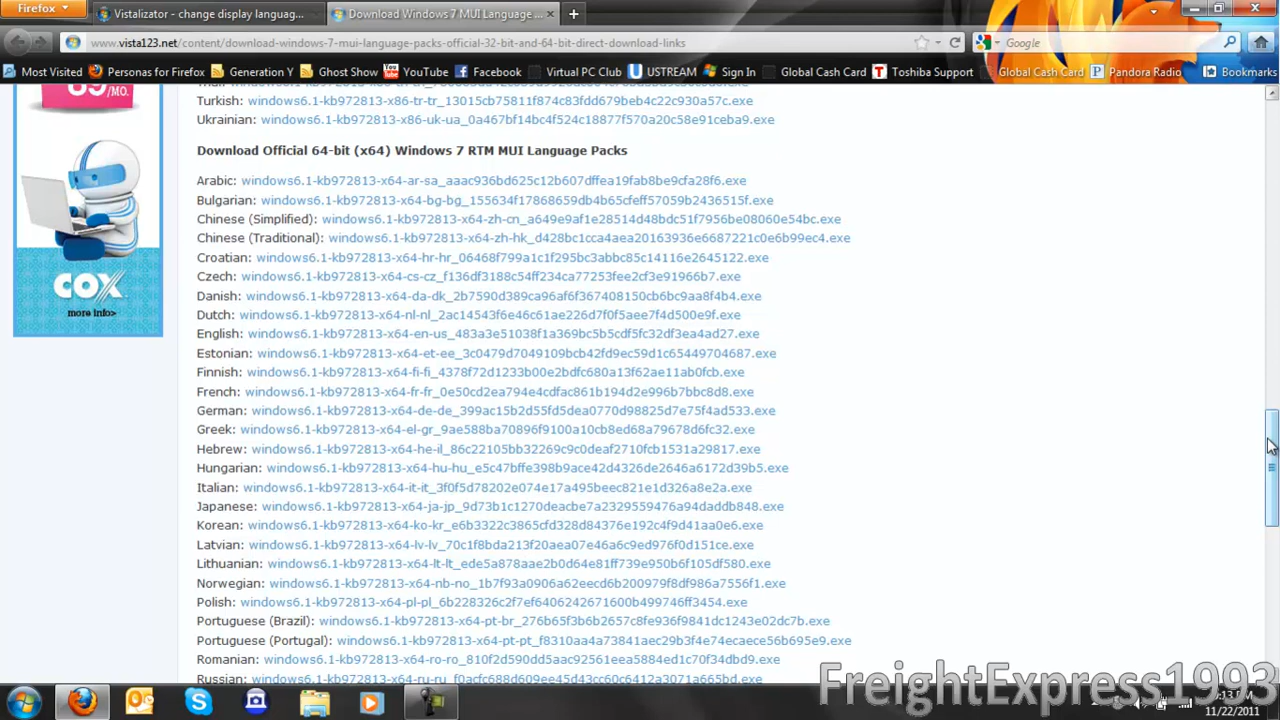 Firefox
Vistalizator - change display languag...
Download Windows 7 MUI Language ...
www.vista123.net/content/download-windows-7-mui-language-packs-official-32-bit-and-64-bit-direct-download-links
Google
Most Visited
Personas for Firefox
Generation Y
Ghost Show
YouTube
Facebook
Virtual PC Club
USTREAM
Sign In
Global Cash Card
Toshiba Support
Global Cash Card
Pandora Radio
Bookmarks
/MO.
COX
more info>
Turkish: windows6.1-kb972813-x86-tr-tr_13015cb75811f874c83fdd679beb4c22c930a57c.exe
Ukrainian: windows6.1-kb972813-x86-uk-ua_0a467bf14bc4f524c18877f570a20c58e91ceba9.exe
Download Official 64-bit (x64) Windows 7 RTM MUI Language Packs
Arabic: windows6.1-kb972813-x64-ar-sa_aaac936bd625c12b607dffea19fab8be9cfa28f6.exe
Bulgarian: windows6.1-kb972813-x64-bg-bg_155634f17868659db4b65cfeff57059b2436515f.exe
Chinese (Simplified): windows6.1-kb972813-x64-zh-cn_a649e9af1e28514d48bdc51f7956be08060e54bc.exe
Chinese (Traditional): windows6.1-kb972813-x64-zh-hk_d428bc1cca4aea20163936e6687221c0e6b99ec4.exe
Croatian: windows6.1-kb972813-x64-hr-hr_06468f799a1c1f295bc3abbc85c14116e2645122.exe
Czech: windows6.1-kb972813-x64-cs-cz_f136df3188c54ff234ca77253fee2cf3e91966b7.exe
Danish: windows6.1-kb972813-x64-da-dk_2b7590d389ca96af6f367408150cb6bc9aa8f4b4.exe
Dutch: windows6.1-kb972813-x64-nl-nl_2ac14543f6e46c61ae226d7f0f5aee7f4d500e9f.exe
English: windows6.1-kb972813-x64-en-us_483a3e51038f1a369bc5b5cdf5fc32df3ea4ad27.exe
Estonian: windows6.1-kb972813-x64-et-ee_3c0479d7049109bcb42fd9ec59d1c65449704687.exe
Finnish: windows6.1-kb972813-x64-fi-fi_4378f72d1233b00e2bdfc680a13f62ae11ab0fcb.exe
French: windows6.1-kb972813-x64-fr-fr_0e50cd2ea794e4cdfac861b194d2e996b7bbc8d8.exe
German: windows6.1-kb972813-x64-de-de_399ac15b2d55fd5dea0770d98825d7e75f4ad533.exe
Greek: windows6.1-kb972813-x64-el-gr_9ae588ba70896f9100a10cb8ed68a79678d6fc32.exe
Hebrew: windows6.1-kb972813-x64-he-il_86c22105bb32269c9c0deaf2710fcb1531a29817.exe
Hungarian: windows6.1-kb972813-x64-hu-hu_e5c47bffe398b9ace42d4326de2646a6172d39b5.exe
Italian: windows6.1-kb972813-x64-it-it_3f0f5d78202e074e17a495beec821e1d326a8e2a.exe
Japanese: windows6.1-kb972813-x64-ja-jp_9d73b1c1270deacbe7a2329559476a94daddb848.exe
Korean: windows6.1-kb972813-x64-ko-kr_e6b3322c3865cfd328d84376e192c4f9d41aa0e6.exe
Latvian: windows6.1-kb972813-x64-lv-lv_70c1f8bda213f20aea07e46a6c9ed976f0d151ce.exe
Lithuanian: windows6.1-kb972813-x64-lt-lt_ede5a878aae2b0d64e81ff739e950b6f105df580.exe
Norwegian: windows6.1-kb972813-x64-nb-no_1b7f93a0906a62eecd6b200979f8df986a7556f1.exe
Polish: windows6.1-kb972813-x64-pl-pl_6b228326c2f7ef6406242671600b499746ff3454.exe
Portuguese (Brazil): windows6.1-kb972813-x64-pt-br_276b65f3b6b2657c8fe936f9841dc1243e02dc7b.exe
Portuguese (Portugal): windows6.1-kb972813-x64-pt-pt_f8310aa4a73841aec29b3f4e74ecaece56b695e9.exe
Romanian: windows6.1-kb972813-x64-ro-ro_810f2d590dd5aac92561eea5884ed1c70f34dbd9.exe
Russian: windows6.1-kb972813-x64-ru-ru_f0acfc688d609ee45d43cc60c6412a3071a665bd.exe
FreightExpress1993
:13 PM
11/22/2011